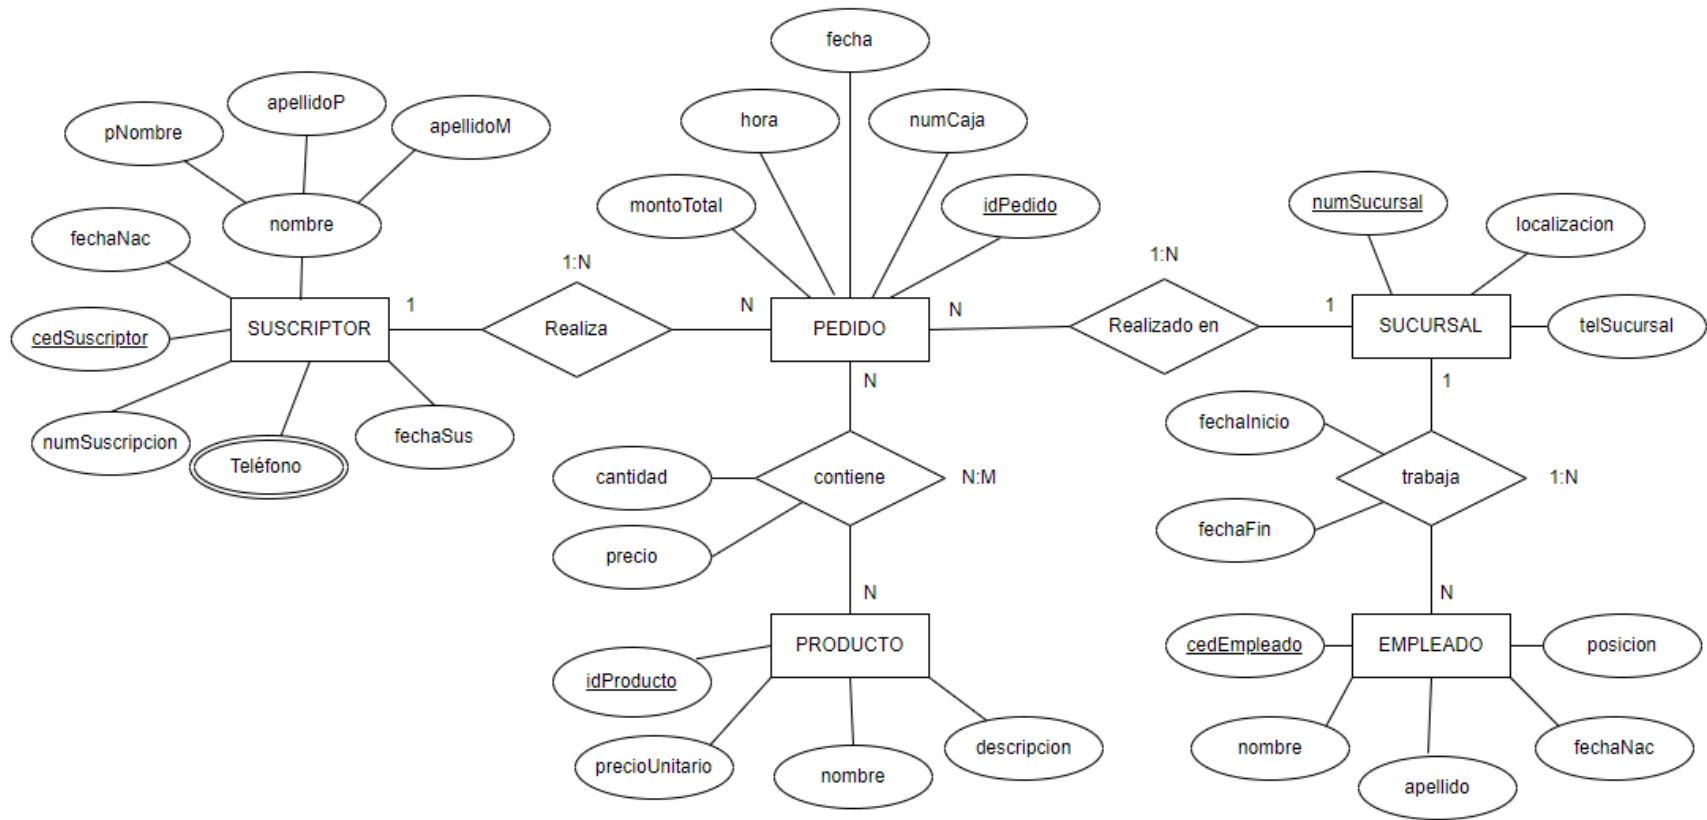 fecha
apellidoP
pNombre
apellidoM
hora
numCaja
montoTotal
idPedido
nombre
numSucursal
localizacion
fechaNac
1:N
1:N
cedSuscriptor
SUSCRIPTOR
1
Realiza
N
PEDIDO
N
Realizado en
1
SUCURSAL
telSucursal
numSuscripcion
Teléfono
fechaSus
N
1
fechaInicio
cantidad
contiene
N:M
trabaja
1:N
precio
fechaFin
N
N
PRODUCTO
cedEmpleado
EMPLEADO
posicion
idProducto
precioUnitario
nombre
descripcion
nombre
apellido
fechaNac